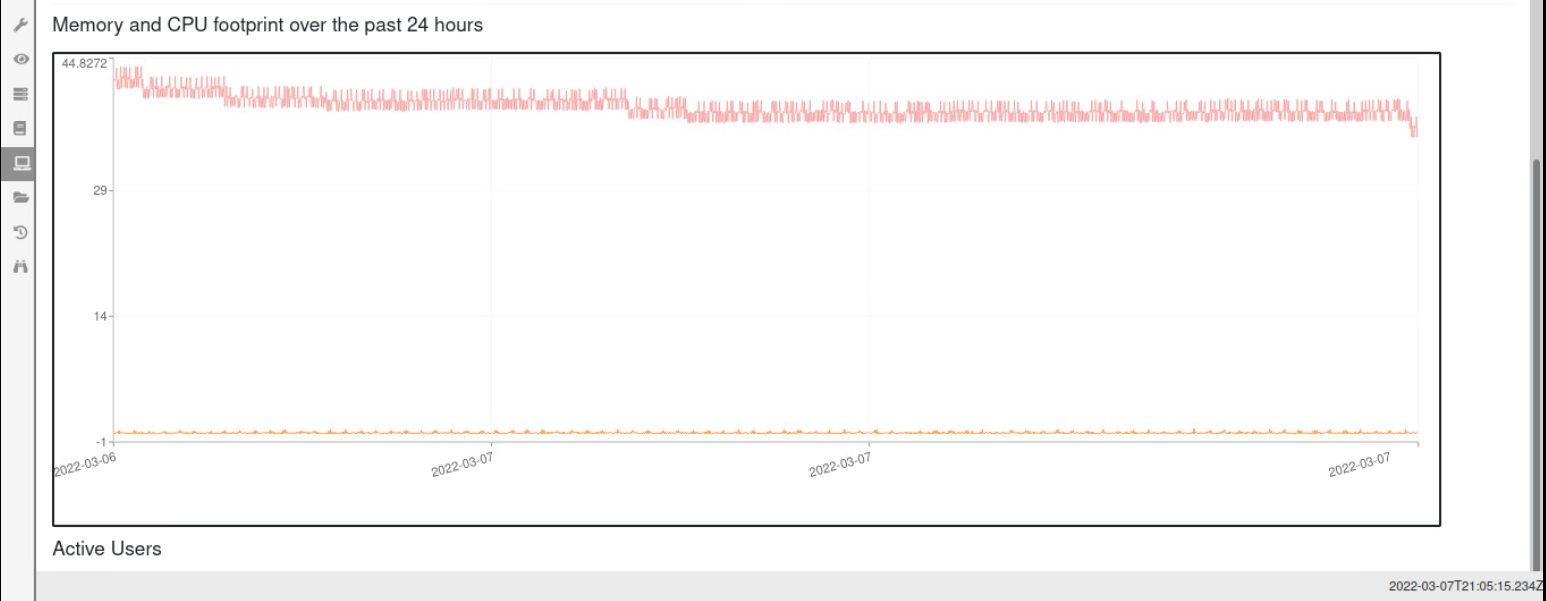 Memory and CPU footprint over the past 24 hours
44.8272
29
14
-1
2022-03-06
2022-03-07
2022-03-07
2022-03-07
Active Users
2022-03-07T21:05:15.234Z